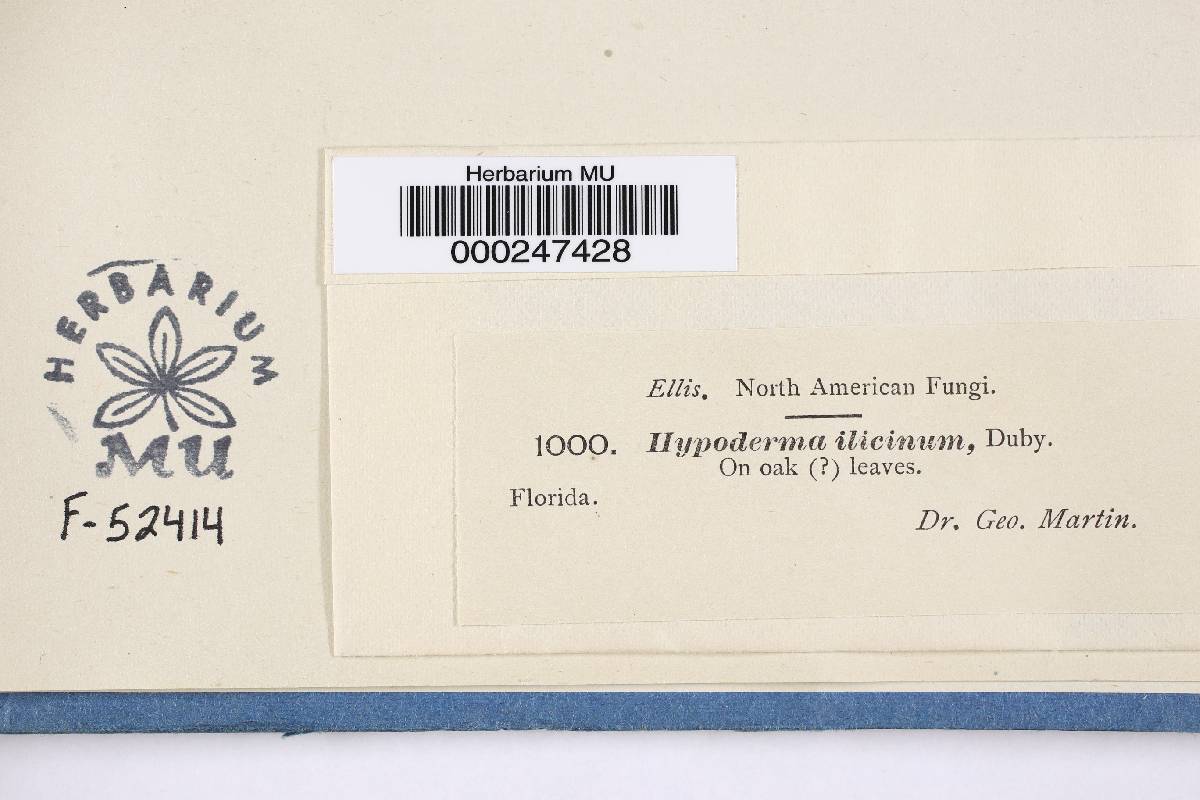 Herbarium MU
000247428
HERBARIUM
MU
F-52414
Ellis. North American Fungi.
1000. Hypoderma ilicinum, Duby.
On oak (?) leaves.
Florida.
Dr. Geo. Martin.